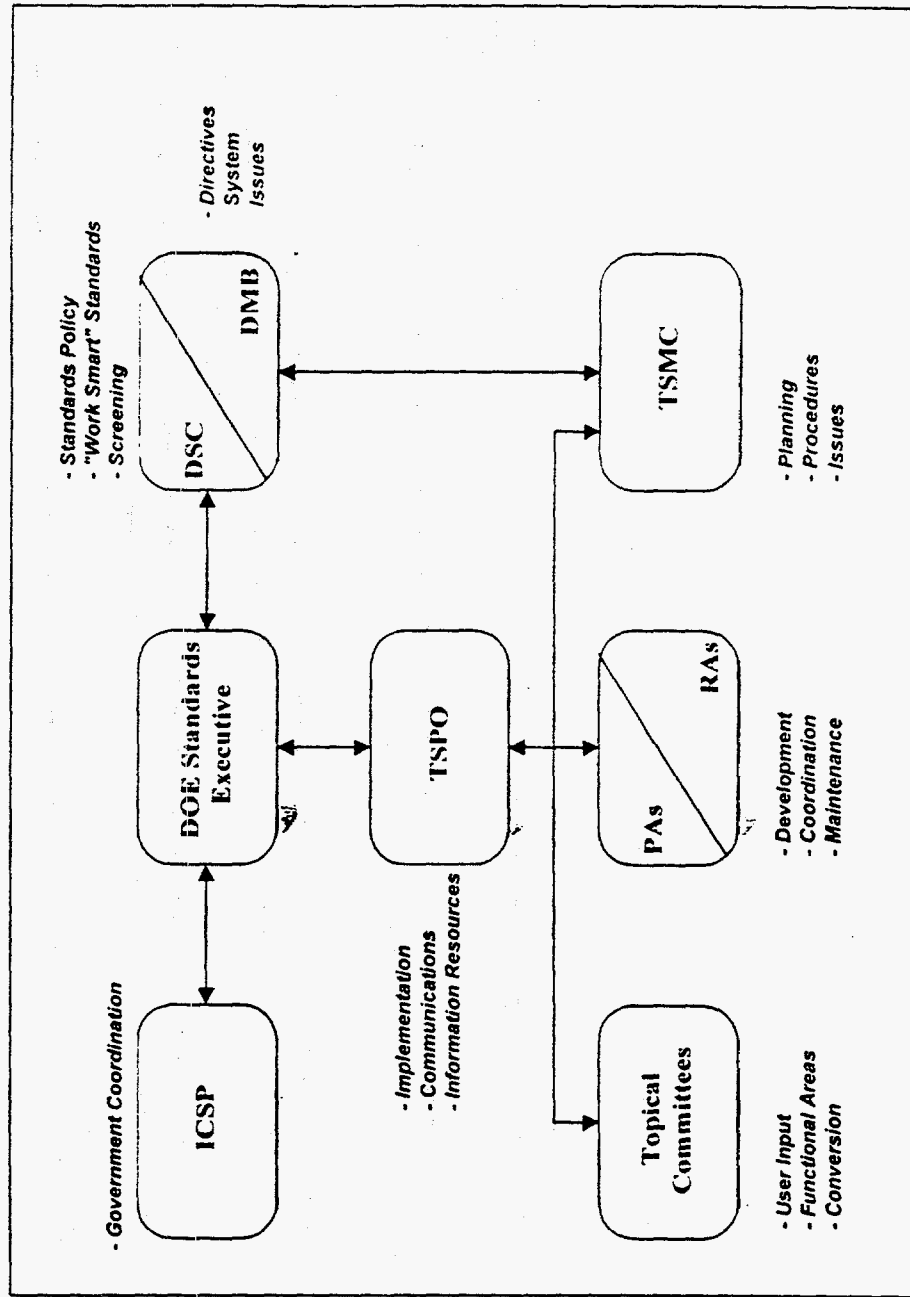 - Government Coordination
ICSP
DOE Standards
Executive
- Standards Policy
- "Work Smart" Standards
- Screening
DSC
DMB
- Directives
System
Issues
- Implementation
- Communications
- Information Resources
TSPO
Topical
Committees
- User Input
- Functional Areas
- Conversion
PAs
RAs
- Development
- Coordination
- Maintenance
TSMC
- Planning
- Procedures
- Issues